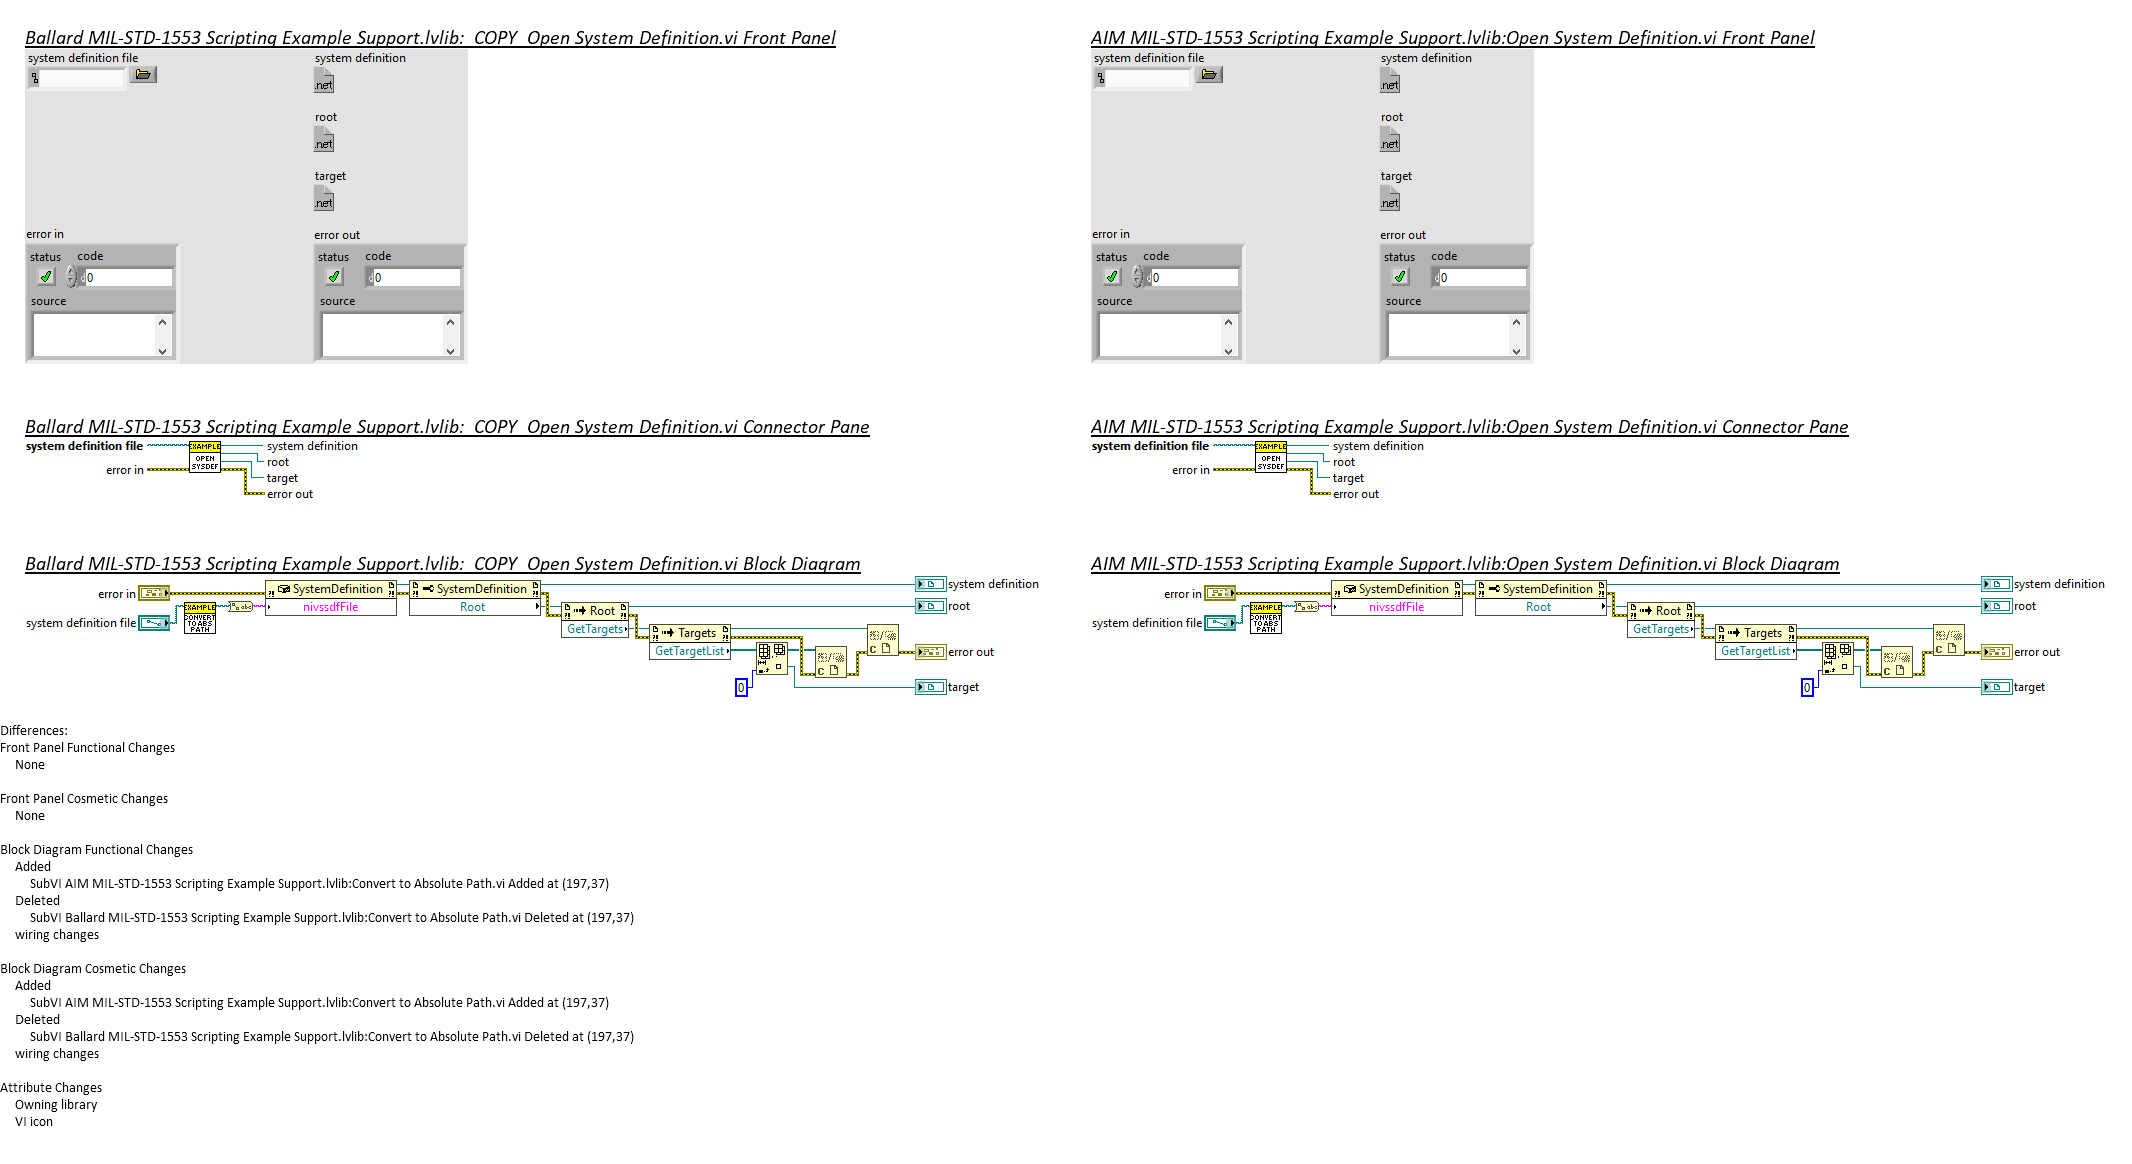 Ballard MIL-STD-1553 Scripting Example Support.lvlib:_COPY_Open System Definition.vi Front Panel
system definition file
system definition
.net
root
.net
target
.net
error in
error out
status code
0
source
status code
0
source
AIM MIL-STD-1553 Scripting Example Support.lvlib:Open System Definition.vi Front Panel
system definition file
system definition
.net
root
.net
target
.net
error in
error out
status code
0
source
status code
0
source
Ballard MIL-STD-1553 Scripting Example Support.lvlib:_COPY_Open System Definition.vi Connector Pane
system definition file
error in
EXAMPLE
OPEN
SYSDEF
system definition
root
target
error out
AIM MIL-STD-1553 Scripting Example Support.lvlib:Open System Definition.vi Connector Pane
system definition file
error in
EXAMPLE
OPEN
SYSDEF
system definition
root
target
error out
Ballard MIL-STD-1553 Scripting Example Support.lvlib:_COPY_Open System Definition.vi Block Diagram
error in
system definition file
EXAMPLE
CONVERT
TO ABS
PATH
abc
SystemDefinition
nivssdfFile
SystemDefinition
Root
Root
GetTargets
Targets
GetTargetList
0
system definition
root
error out
target
AIM MIL-STD-1553 Scripting Example Support.lvlib:Open System Definition.vi Block Diagram
error in
system definition file
EXAMPLE
CONVERT
TO ABS
PATH
abc
SystemDefinition
nivssdfFile
SystemDefinition
Root
Root
GetTargets
Targets
GetTargetList
0
system definition
root
error out
target
Differences:
Front Panel Functional Changes
None
Front Panel Cosmetic Changes
None
Block Diagram Functional Changes
Added
SubVI AIM MIL-STD-1553 Scripting Example Support.lvlib:Convert to Absolute Path.vi Added at (197,37)
Deleted
SubVI Ballard MIL-STD-1553 Scripting Example Support.lvlib:Convert to Absolute Path.vi Deleted at (197,37)
wiring changes
Block Diagram Cosmetic Changes
Added
SubVI AIM MIL-STD-1553 Scripting Example Support.lvlib:Convert to Absolute Path.vi Added at (197,37)
Deleted
SubVI Ballard MIL-STD-1553 Scripting Example Support.lvlib:Convert to Absolute Path.vi Deleted at (197,37)
wiring changes
Attribute Changes
Owning library
VI icon